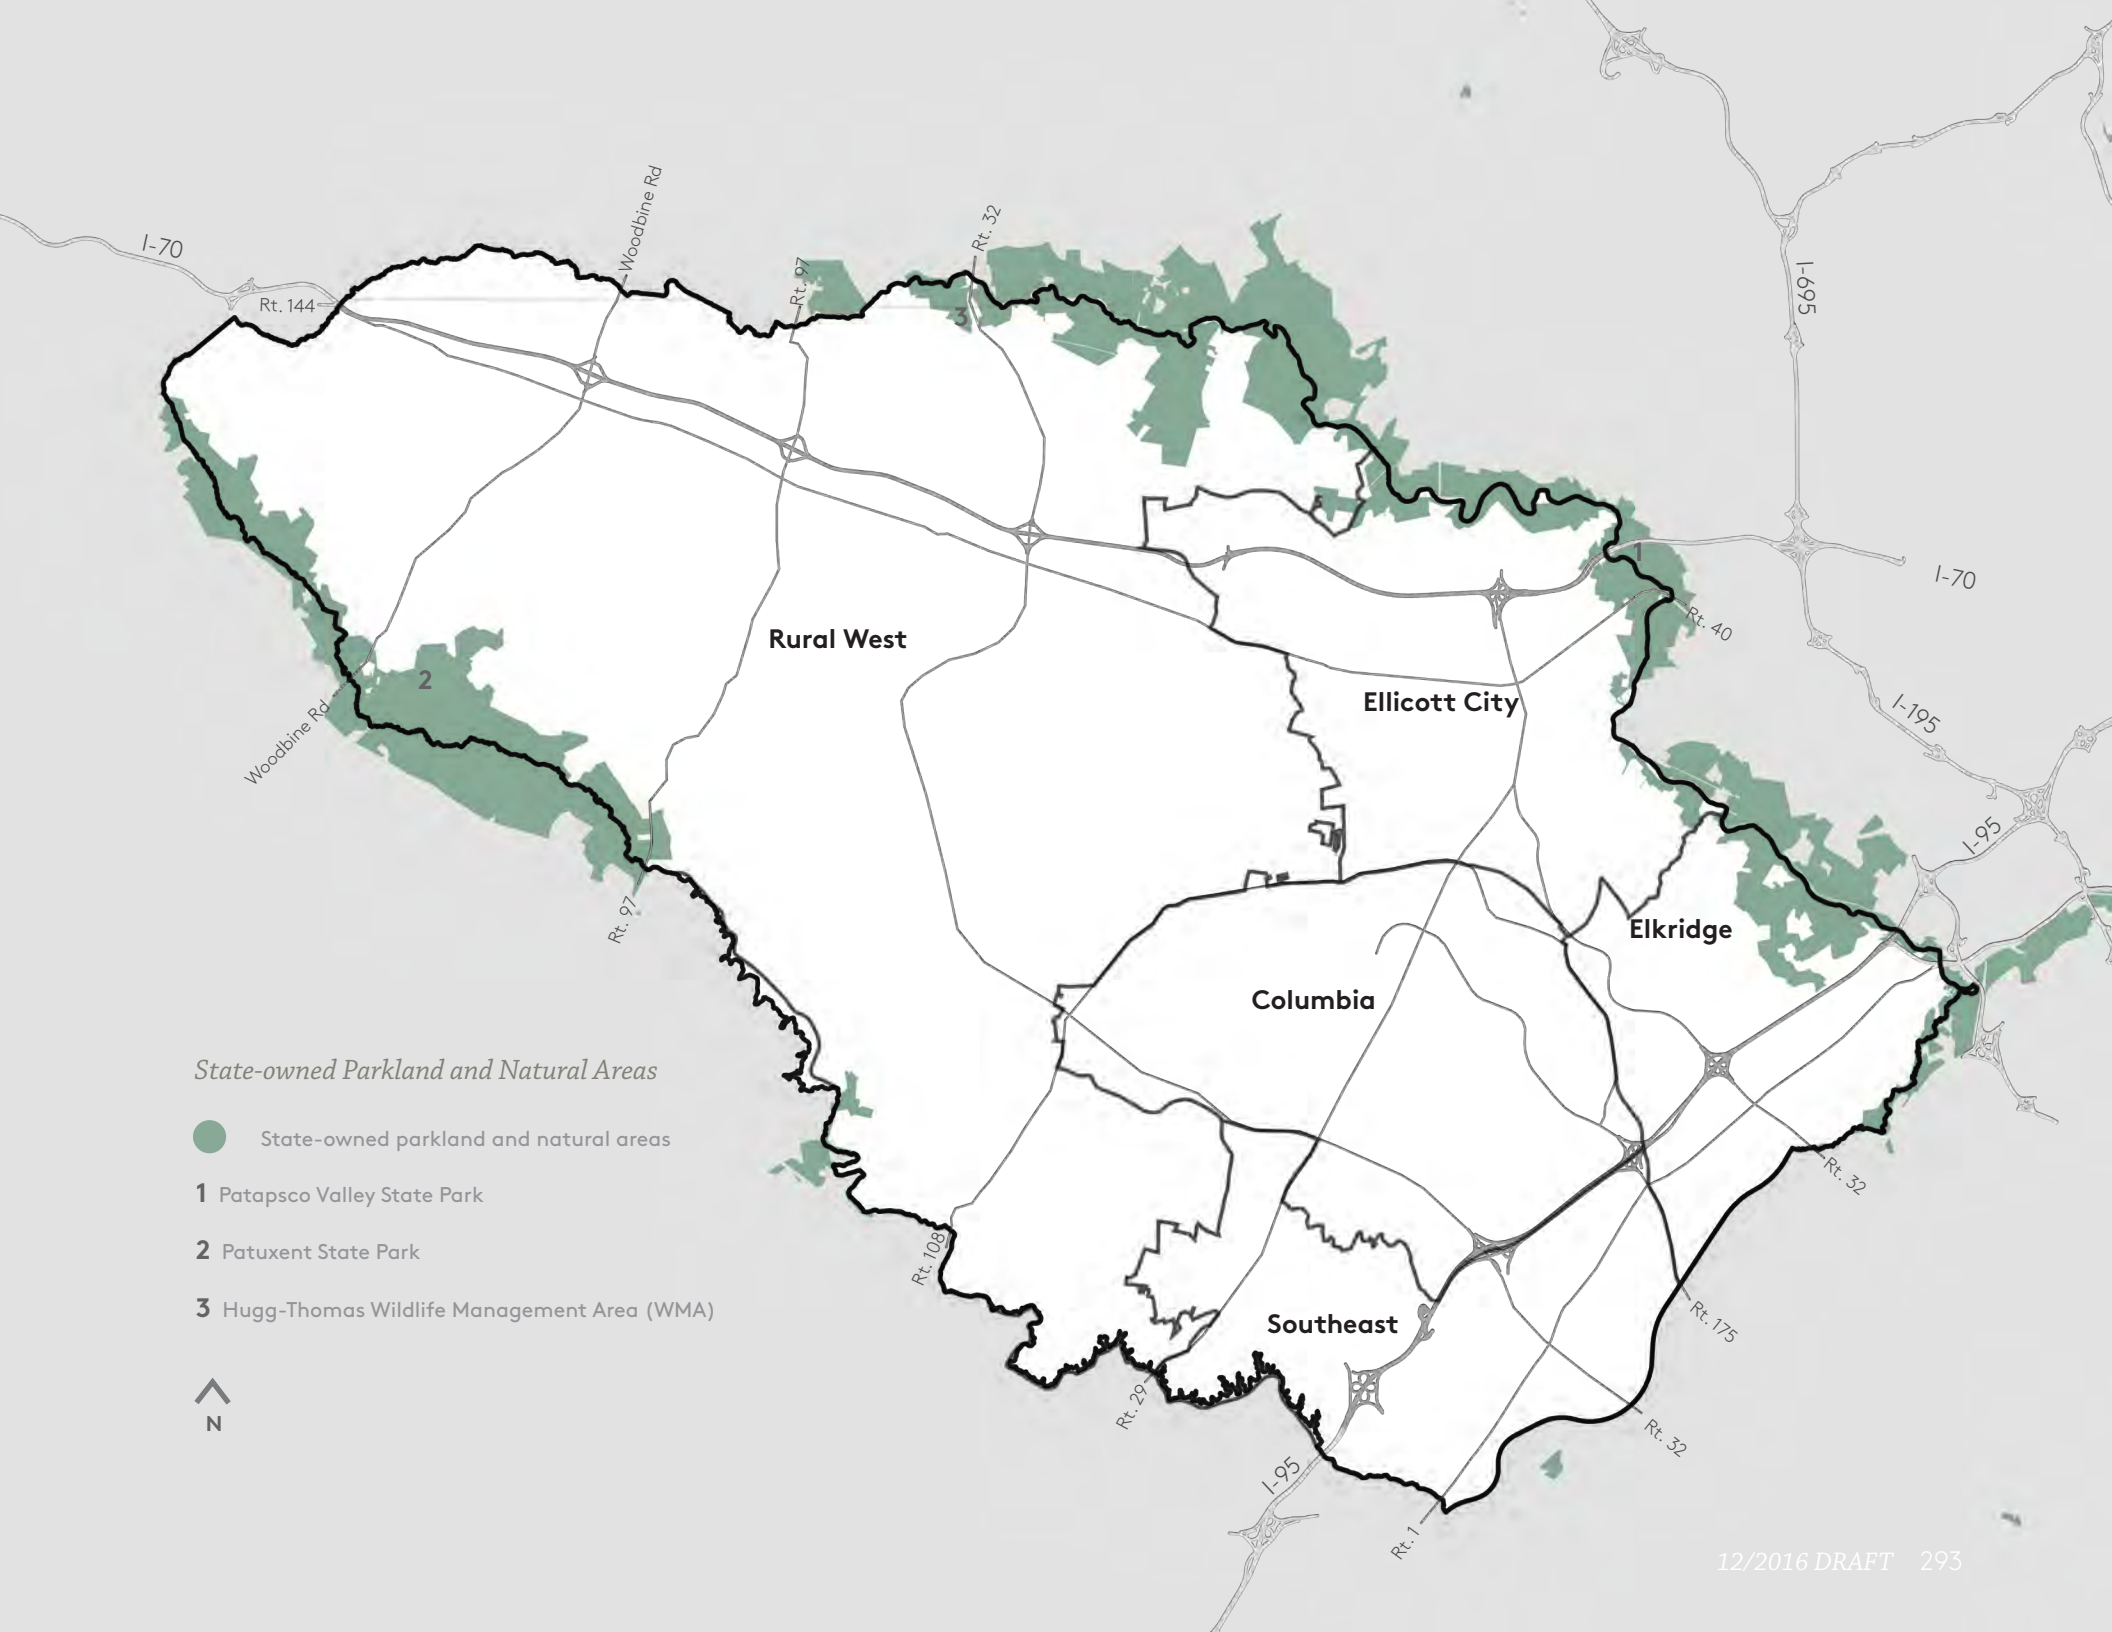 Woodbine Rd
Rt. 32
I-70
Rt. 97
Rt. 144
I-695
3
1
I-70
Rt. 40
Rural West
2
Ellicott City
I-195
Woodbine Rd
I-95
Rt. 97
Elkridge
Columbia
State-owned Parkland and Natural Areas
State-owned parkland and natural areas
1 Patapsco Valley State Park
2 Patuxent State Park
3 Hugg-Thomas Wildlife Management Area (WMA)
N
Rt. 32
Rt. 108
Rt. 175
Southeast
Rt. 29
Rt. 32
I-95
Rt. 1
12/2016 DRAFT 293